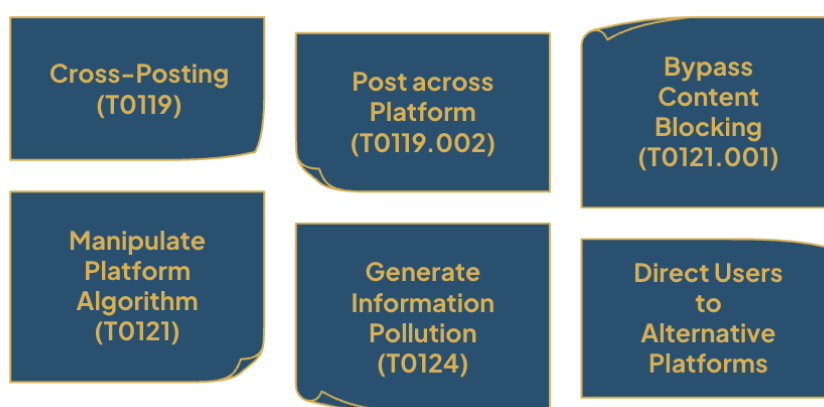 Cross-Posting
(T0119)
Post across
Platform
(T0119.002)
Bypass
Content
Blocking
(T0121.001)
Manipulate
Platform
Algorithm
(T0121)
Generate
Information
Pollution
(T0124)
Direct Users
to
Alternative
Platforms